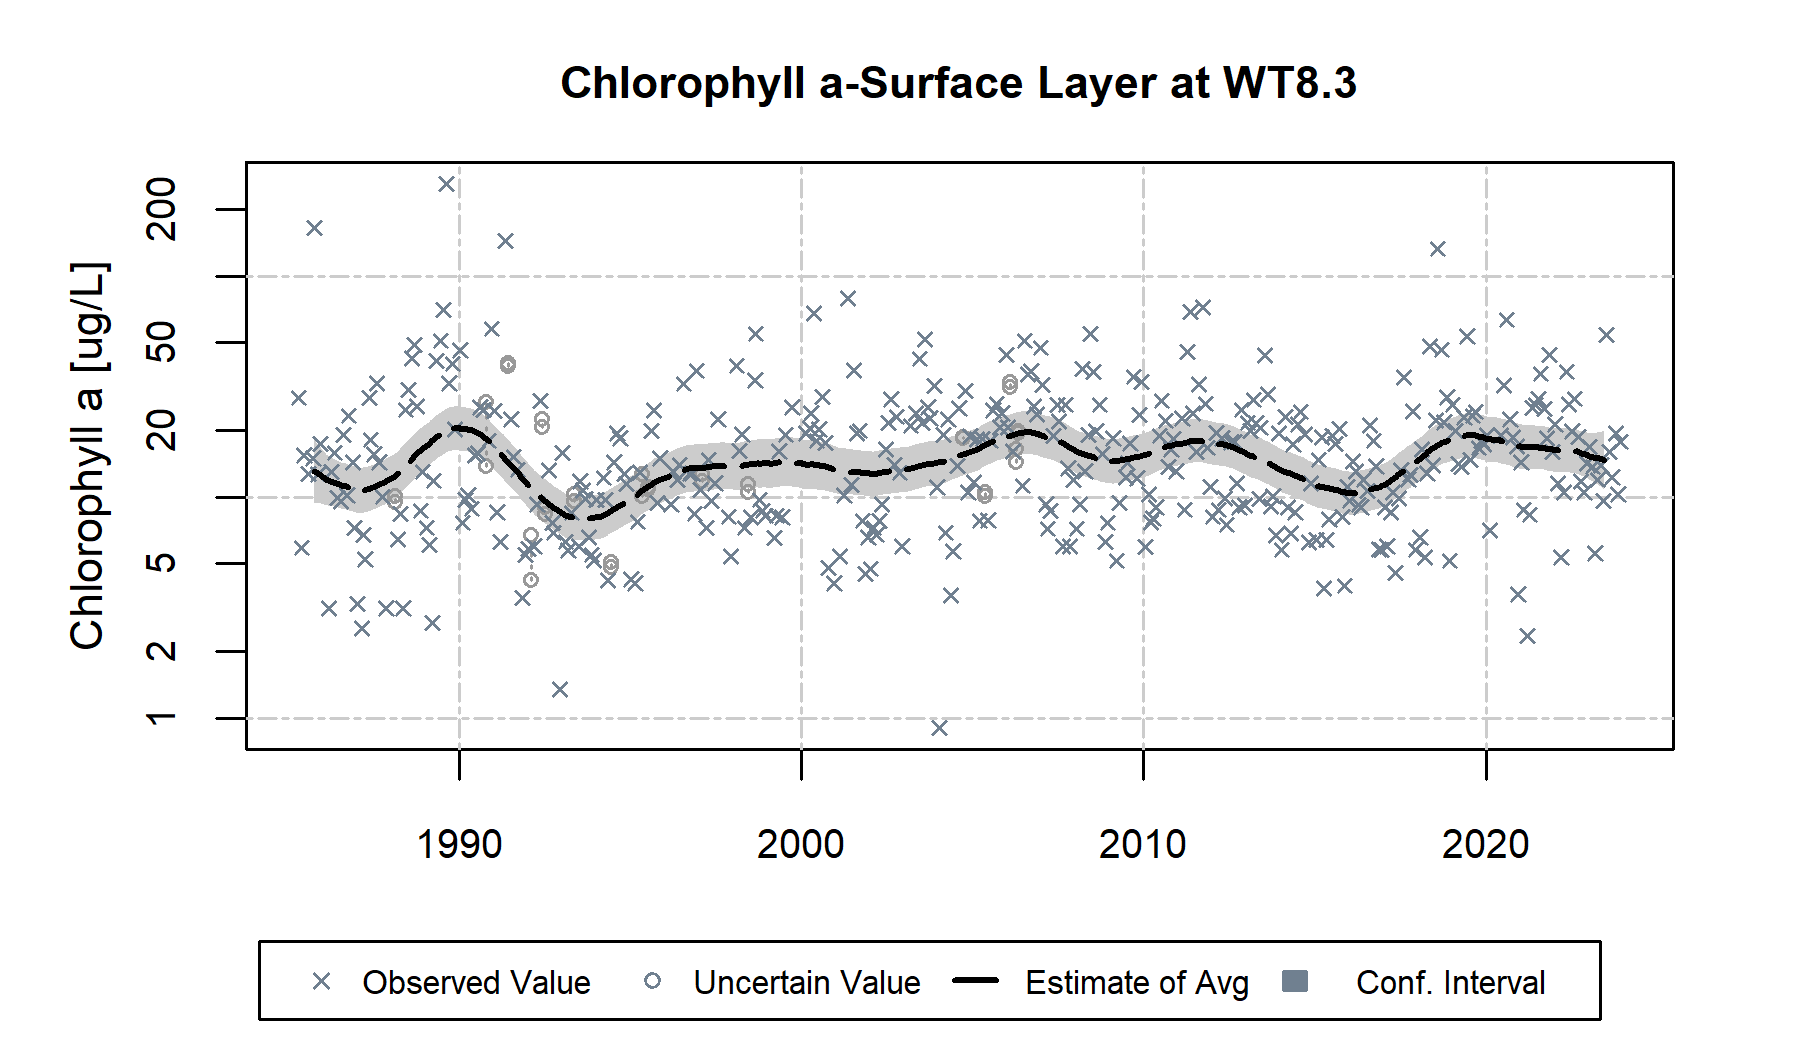 Chlorophyll a-Surface Layer at WT8.3
Chlorophyll a [ug/L]
200
50
20
5
2
1
1990 2000 2010 2020
Observed Value Uncertain Value Estimate of Avg Conf. Interval